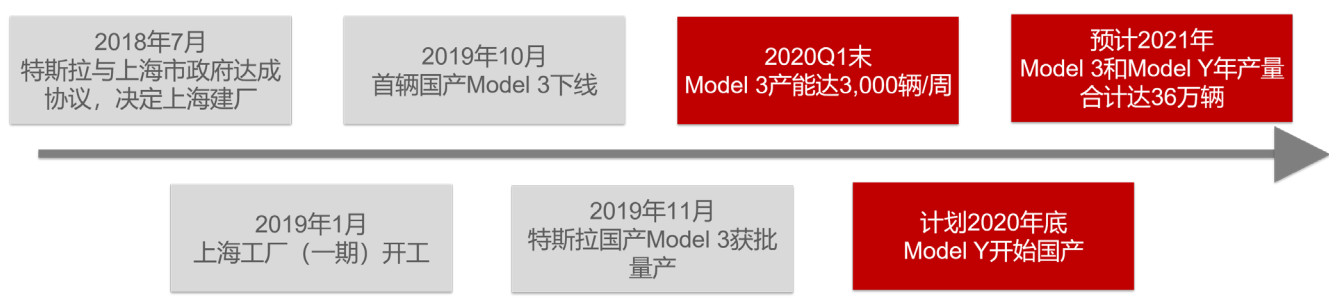 2018年7月
特斯拉与上海市政府达成
协议，决定上海建厂
2019年1月
上海工厂（一期）开工
2019年10月
首辆国产Model 3下线
2019年11月
特斯拉国产Model 3获批
量产
2020Q1末
Model 3产能达3,000辆/周
计划2020年底
Model Y开始国产
预计2021年
Model 3和Model Y年产量
合计达36万辆